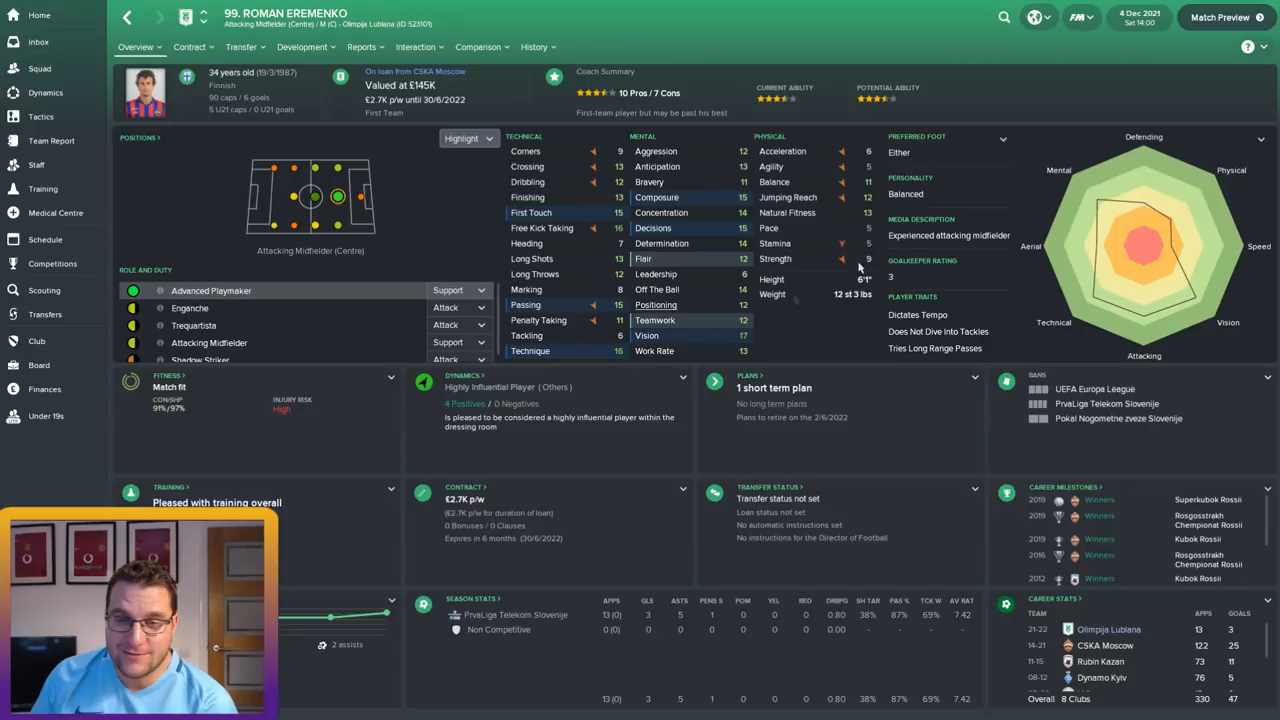 Home
Inbox
Squad
Dynamics
Tactics
Team Report
Staff
Training
Medical Centre
Schedule
Competitions
Scouting
Transfers
Club
Board
Finances
Under 19s
99. ROMAN EREMENKO
Attacking Midfielder (Centre) / M (C) - Olimpija Lublana (ID:523101)
FM
4 Dec 2021
Sat 14:00
Match Preview
Overview
Contract
Transfer
Development
Reports
Interaction
Comparison
History
?
34 years old (19/3/1987)
Finnish
90 caps / 6 goals
5 U21 caps / 0 U21 goals
On loan from CSKA Moscow
Valued at £145K
£2.7K p/w until 30/6/2022
First Team
Coach Summary
10 Pros / 7 Cons
First-team player but may be past his best.
CURRENT ABILITY
POTENTIAL ABILITY
POSITIONS >
Highlight
Attacking Midfielder (Centre)
ROLE AND DUTY
Advanced Playmaker Support
Enganche Attack
Trequartista Attack
Attacking Midfielder Support
Shadow Striker Attack
TECHNICAL
Corners 9
Crossing 13
Dribbling 12
Finishing 13
First Touch 15
Free Kick Taking 16
Heading 7
Long Shots 13
Long Throws 12
Marking 8
Passing 15
Penalty Taking 11
Tackling 6
Technique 16
MENTAL
Aggression 12
Anticipation 13
Bravery 11
Composure 15
Concentration 14
Decisions 15
Determination 14
Flair 12
Leadership 6
Off The Ball 14
Positioning 12
Teamwork 12
Vision 17
Work Rate 13
PHYSICAL
Acceleration 6
Agility 5
Balance 11
Jumping Reach 12
Natural Fitness 13
Pace 5
Stamina 5
Strength 9
Height 6'1"
Weight 12 st 3 lbs
PREFERRED FOOT
Either
PERSONALITY
Balanced
MEDIA DESCRIPTION
Experienced attacking midfielder
GOALKEEPER RATING
3
PLAYER TRAITS
Dictates Tempo
Does Not Dive Into Tackles
Tries Long Range Passes
Defending
Physical
Speed
Vision
Attacking
Technical
Aerial
Mental
FITNESS >
Match fit
CON/SHP
91%/97%
INJURY RISK
High
DYNAMICS >
Highly Influential Player ( Others )
4 Positives / 0 Negatives
Is pleased to be considered a highly influential player within the
dressing room
PLANS >
1 short term plan
No long term plans
Plans to retire on the 2/6/2022
BANS
UEFA Europa League
PrvaLiga Telekom Slovenije
Pokal Nogometne zveze Slovenije
TRAINING >
Pleased with training overall
CONTRACT >
£2.7K p/w
(£2.7K p/w for duration of loan)
0 Bonuses / 0 Clauses
Expires in 6 months (30/6/2022)
TRANSFER STATUS >
Transfer status not set
Loan status not set
No automatic instructions set
No instructions for the Director of Football
CAREER MILESTONES >
2019 Winners Superkubok Rossii
2019 Winners Rosgosstrakh
Chempionat Rossii
2019 Winners Kubok Rossii
2016 Winners Rosgosstrakh
Chempionat Rossii
2012 Winners Kubok Rossii
2 assists
SEASON STATS >
APPS GLS ASTS PENS S POM YEL RED DRBPG SH TAR PAS % TCK W AV RAT
PrvaLiga Telekom Slovenije 13 (0) 3 5 1 0 0 0 0.80 38% 87% 69% 7.42
Non Competitive 0 (0) 0 0 0 0 0 0 0.00 - - - -
13 (0) 3 5 1 0 0 0 0.80 38% 87% 69% 7.42
CAREER STATS >
TEAM APPS GOALS
21-22 Olimpija Lublana 13 3
14-21 CSKA Moscow 122 25
11-15 Rubin Kazan 73 11
08-12 Dynamo Kyiv 76 5
Overall 8 Clubs 330 47